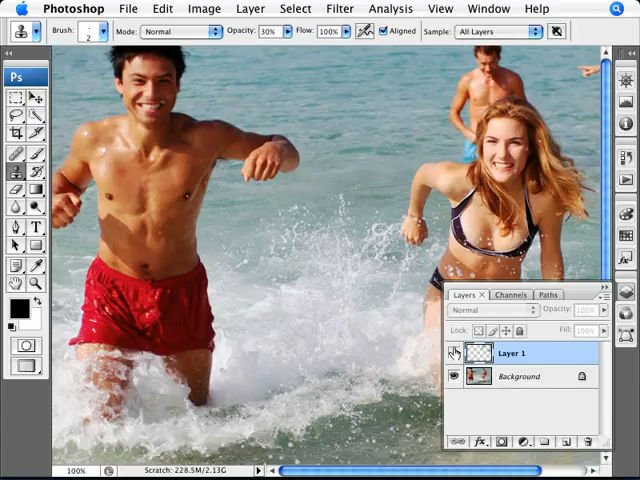 Photoshop File Edit Image Layer Select Filter Analysis View Window Help
Brush: 2 Mode: Normal Opacity: 30% Flow: 100% Aligned Sample: All Layers
Ps
Layers × Channels Paths
Normal Opacity: 100%
Lock: Fill: 100%
Layer 1
Background
100% Scratch: 228.5M/2.13G